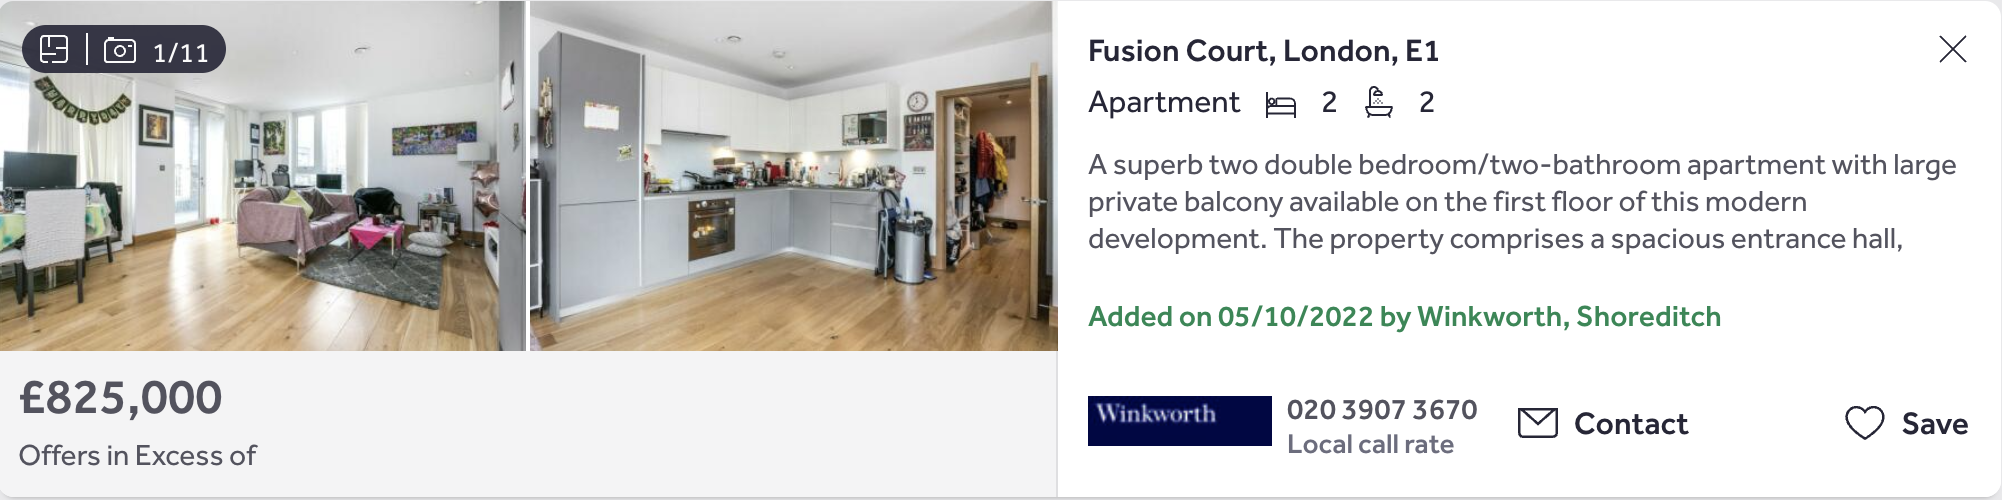 1/11
£825,000
Offers in Excess of
Fusion Court, London, E1
Apartment 2 2
A superb two double bedroom/two-bathroom apartment with large
private balcony available on the first floor of this modern
development. The property comprises a spacious entrance hall,
Added on 05/10/2022 by Winkworth, Shoreditch
Winkworth
020 3907 3670
Local call rate
Contact
Save